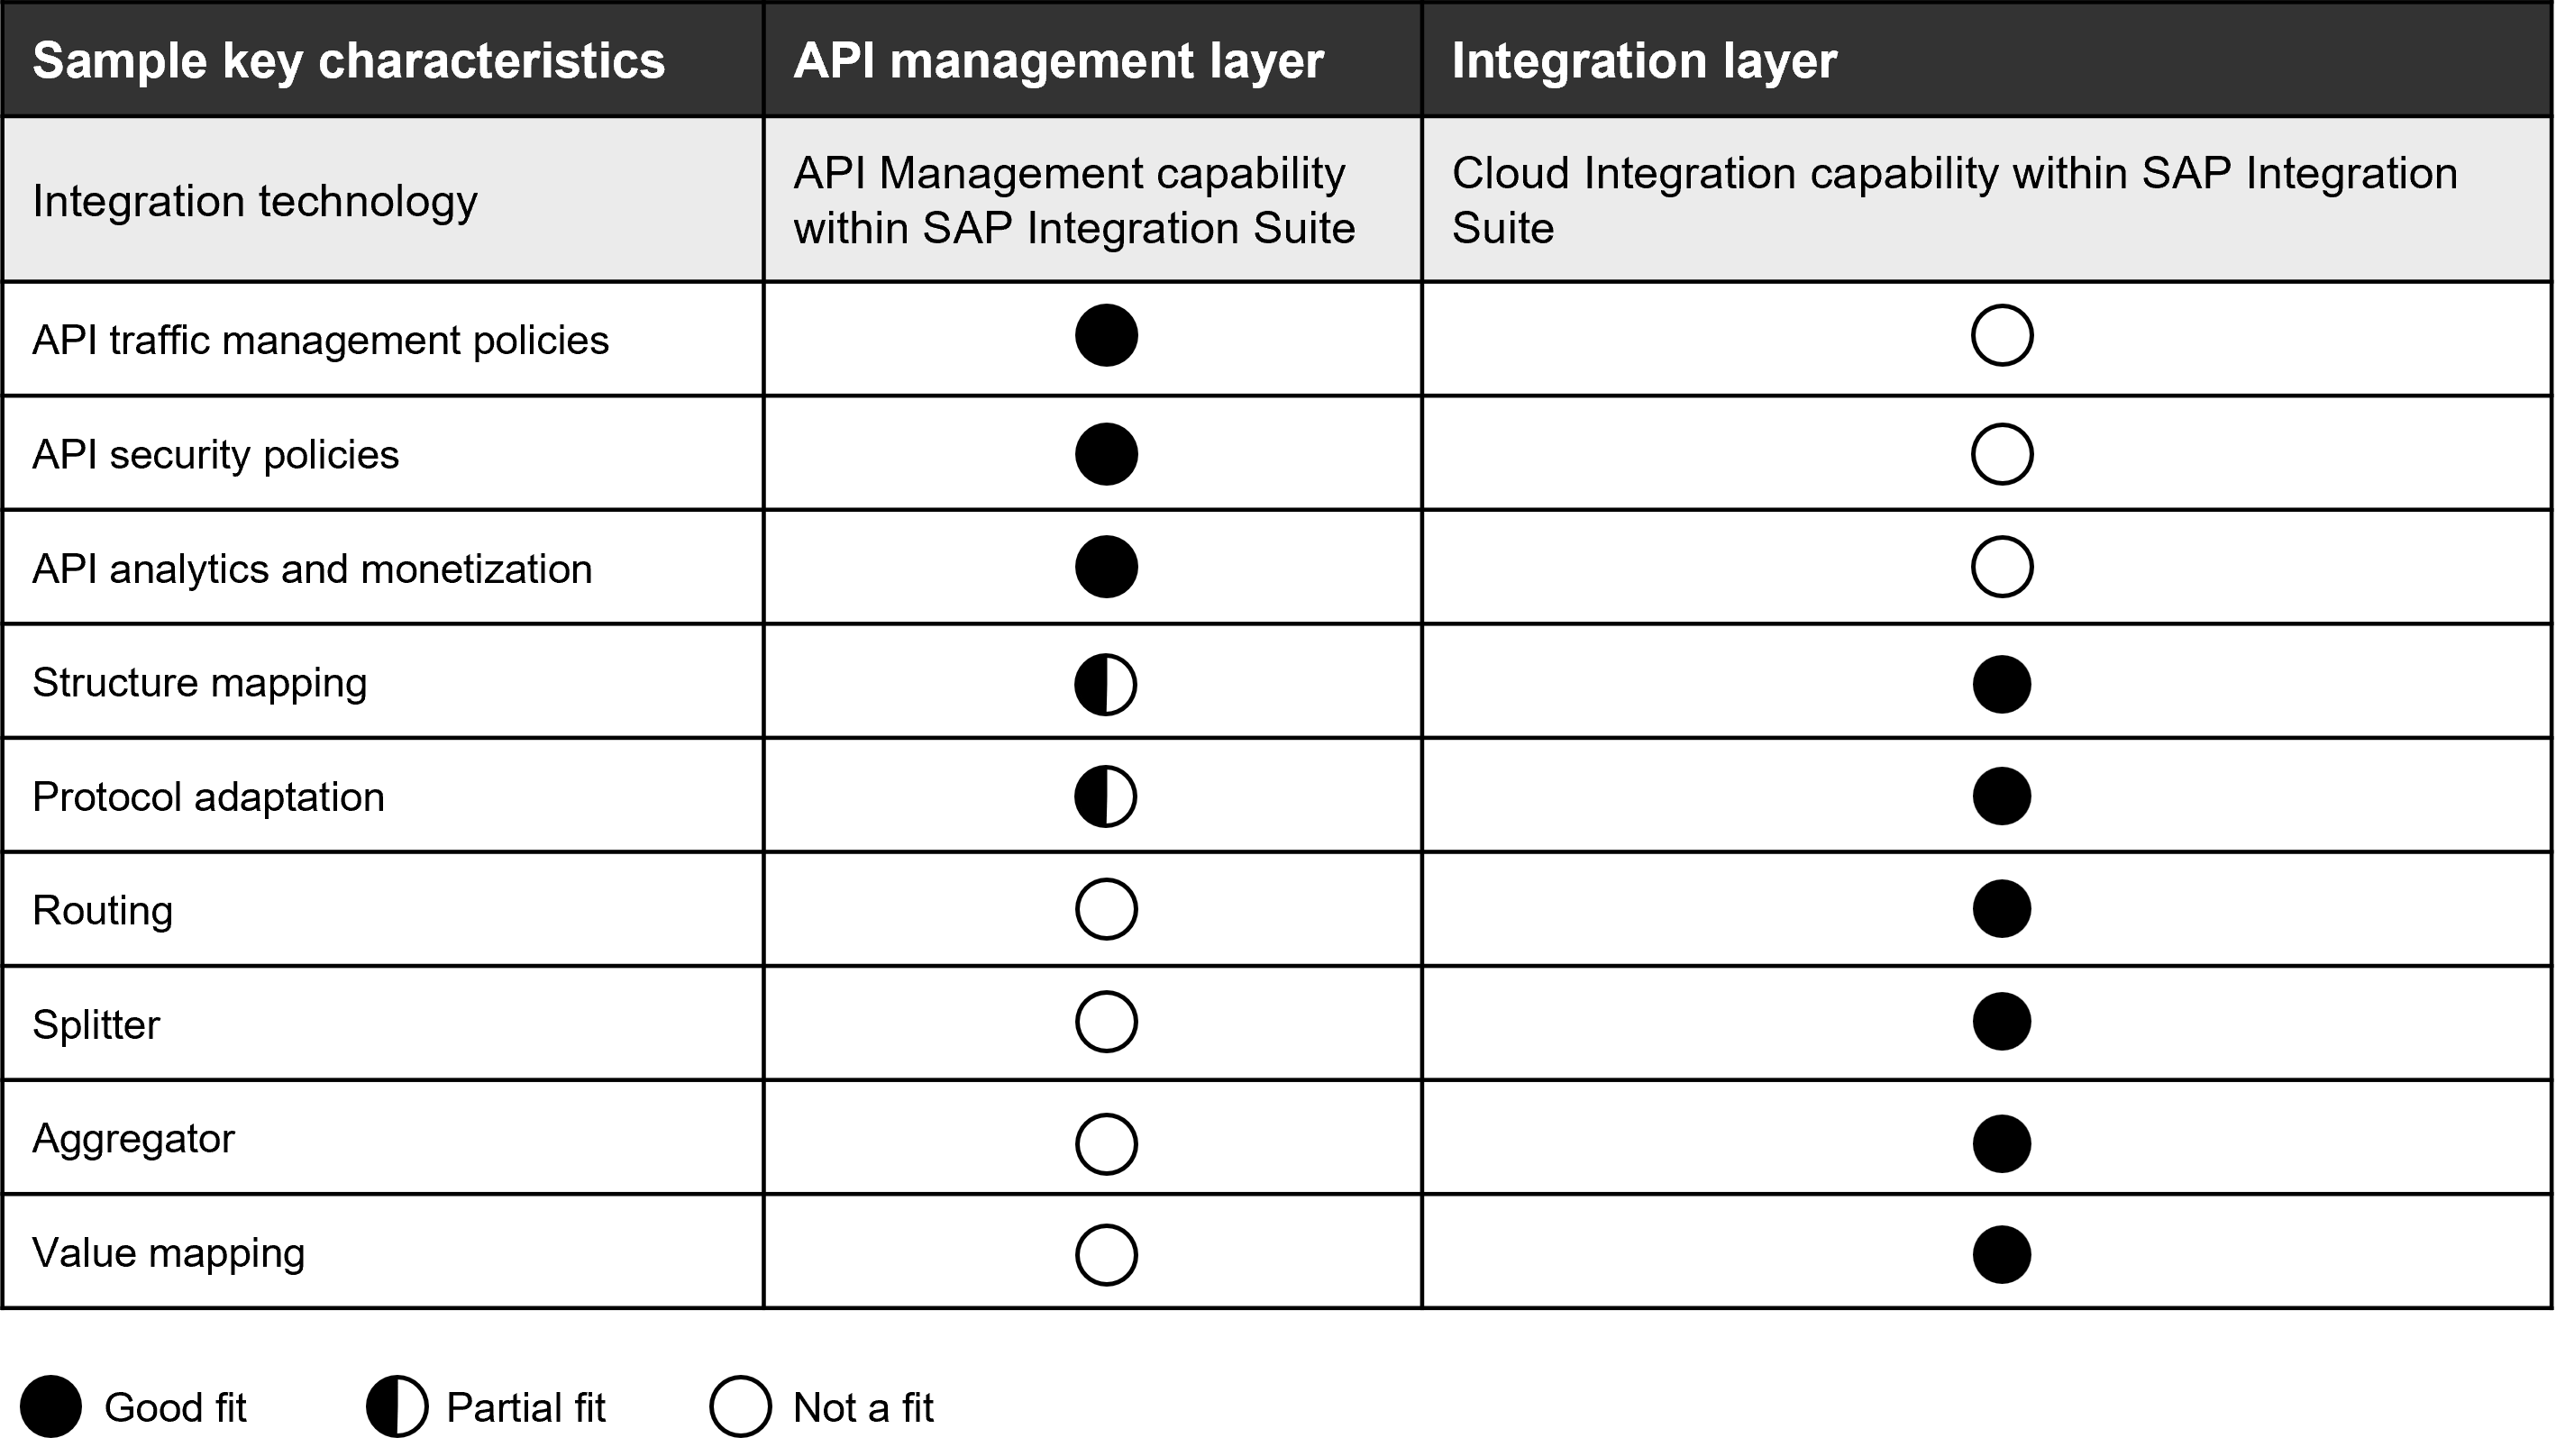 Sample key characteristics
API management layer
Integration layer
Integration technology
API Management capability
within SAP Integration Suite
Cloud Integration capability within SAP Integration
Suite
API traffic management policies
API security policies
API analytics and monetization
Structure mapping
Protocol adaptation
Routing
Splitter
Aggregator
Value mapping
Good fit
Partial fit
Not a fit